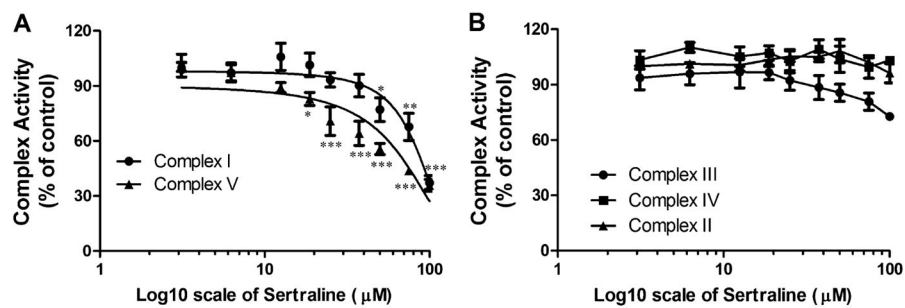 A
Complex Activity
(% of control)
120
90
60
30
0
*
**
*
***
***
***
***
***
Complex I
Complex V
1
10
100
Log10 scale of Sertraline ( μM)
B
Complex Activity
(% of control)
120
90
60
30
0
Complex III
Complex IV
Complex II
1
10
100
Log10 scale of Sertraline ( μM)